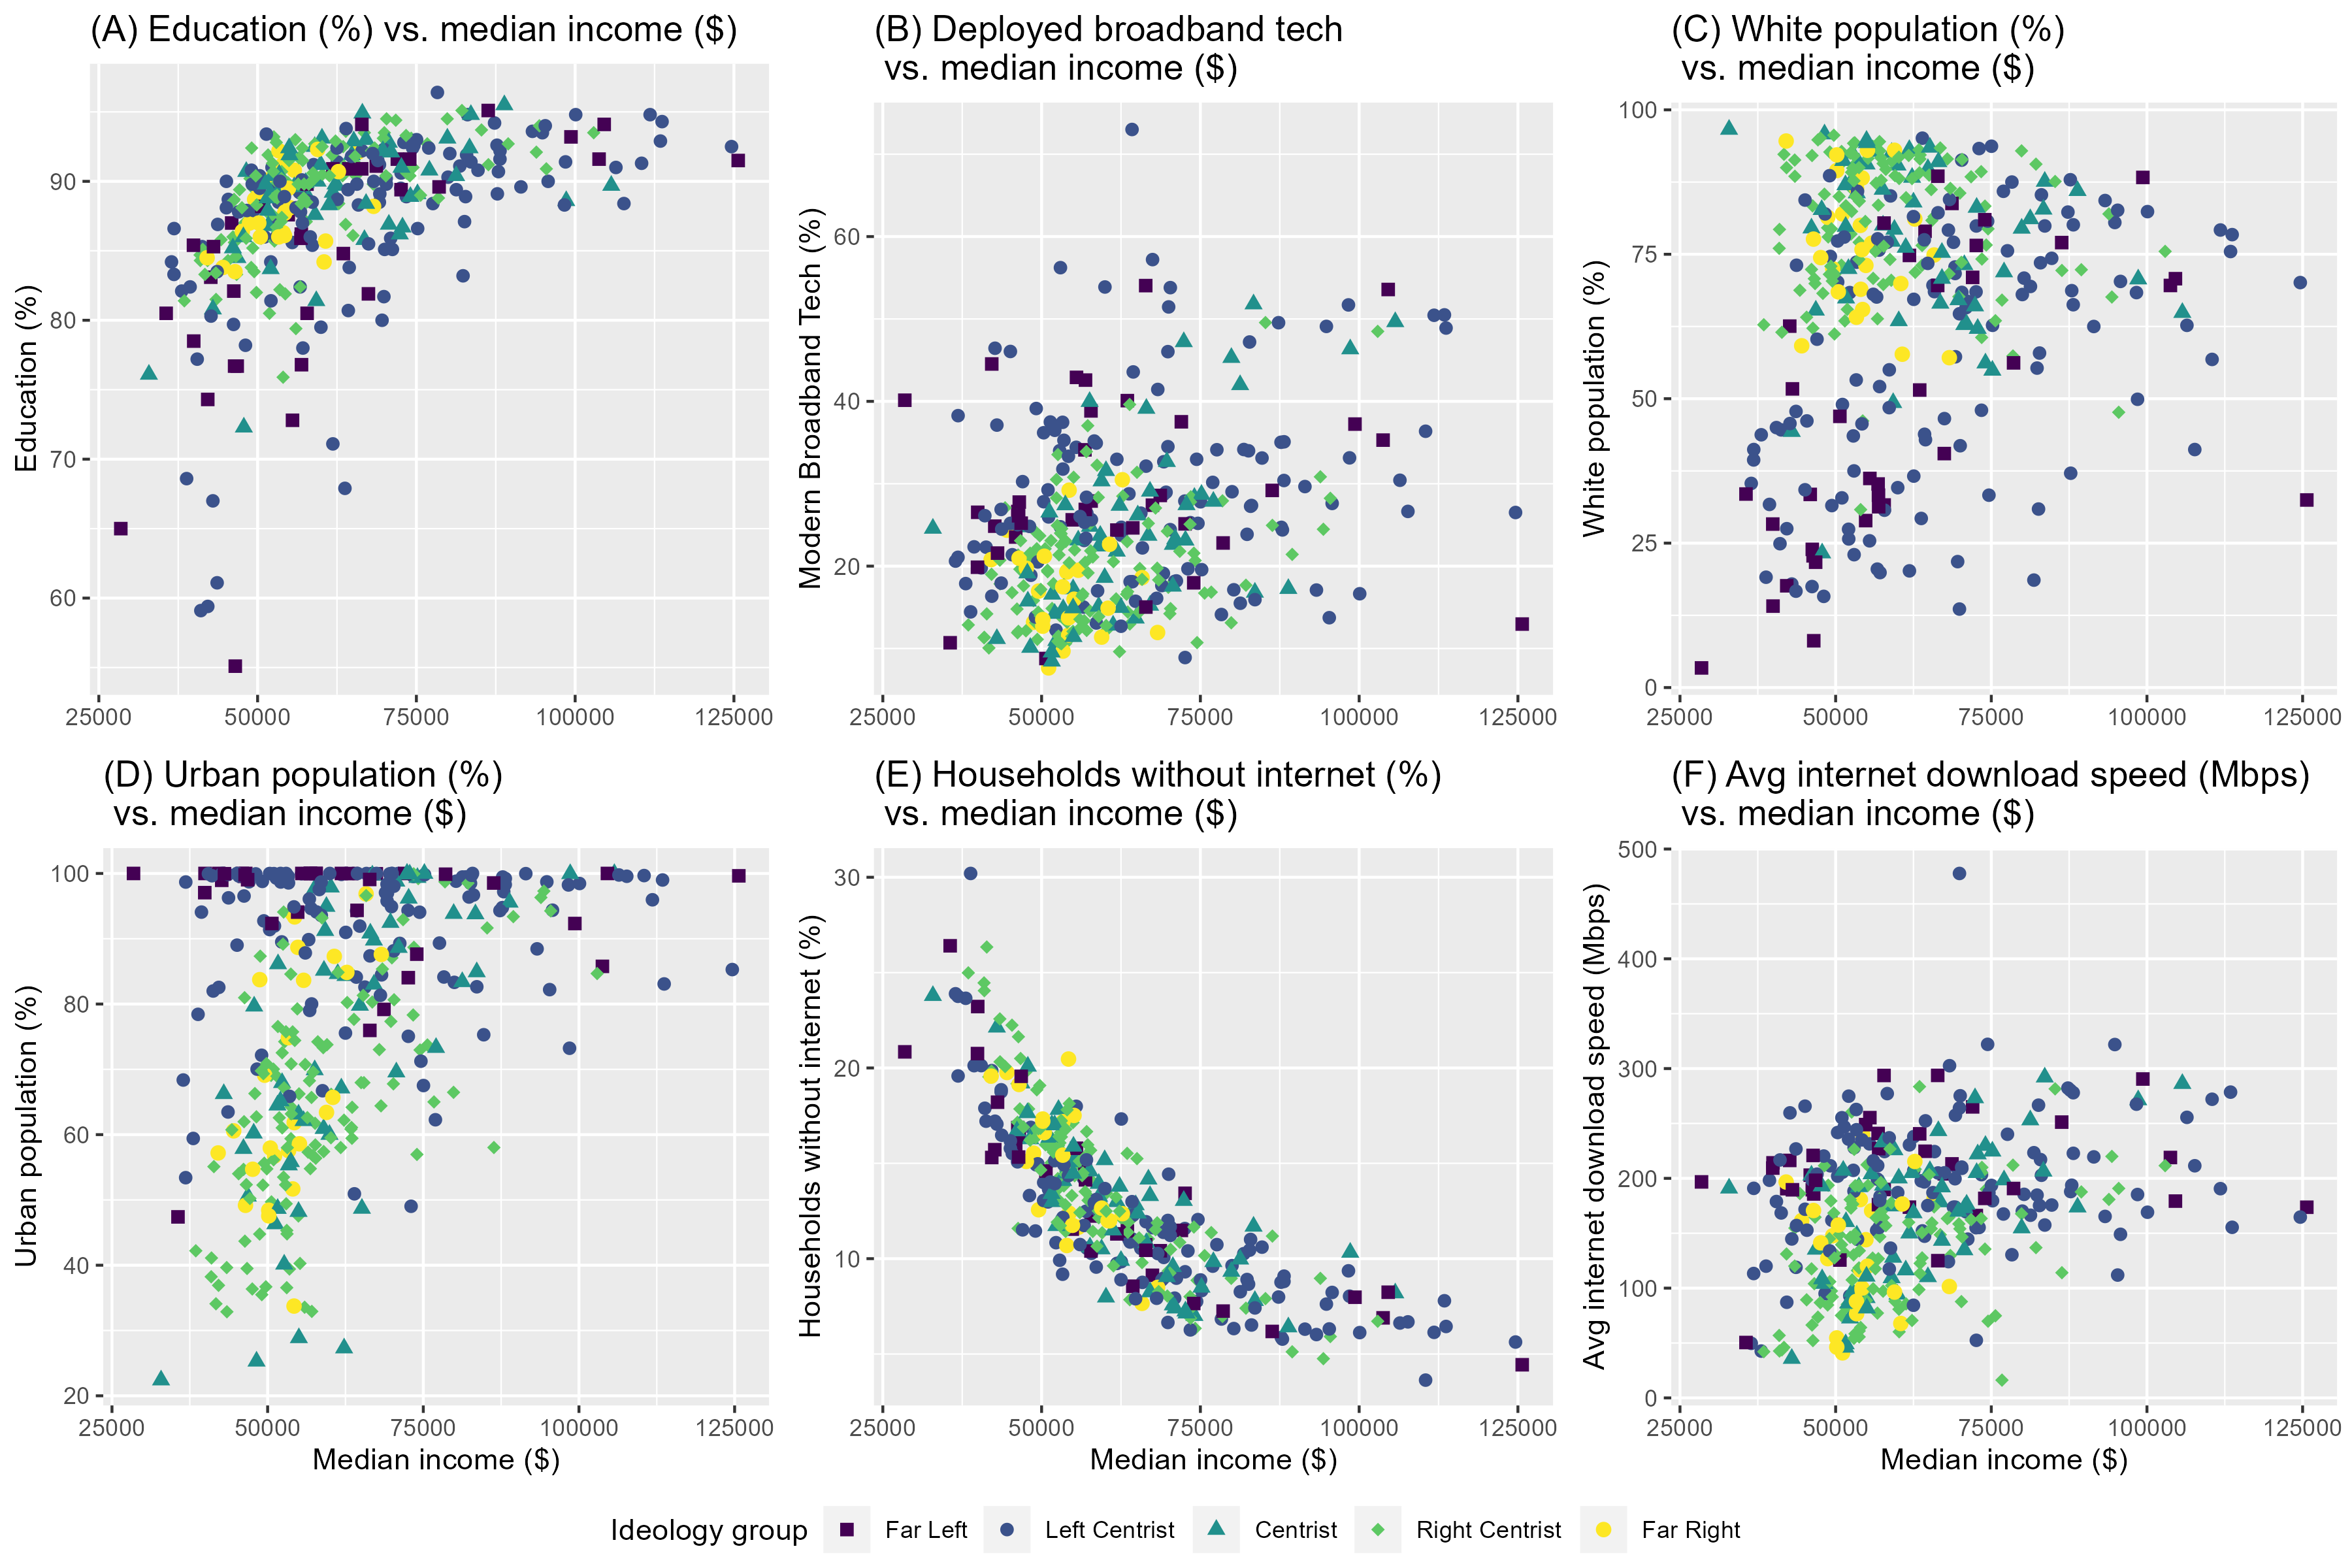 (A) Education (%) vs. median income ($)
Education (%)
90
80
70
60
25000 50000 75000 100000 125000
(B) Deployed broadband tech
vs. median income ($)
Modern Broadband Tech (%)
60
40
20
25000 50000 75000 100000 125000
(C) White population (%)
vs. median income ($)
White population (%)
100
75
50
25
0
25000 50000 75000 100000 125000
(D) Urban population (%)
vs. median income ($)
Urban population (%)
100
80
60
40
20
25000 50000 75000 100000 125000
Median income ($)
(E) Households without internet (%)
vs. median income ($)
Households without internet (%)
30
20
10
25000 50000 75000 100000 125000
Median income ($)
(F) Avg internet download speed (Mbps)
vs. median income ($)
Avg internet download speed (Mbps)
500
400
300
200
100
0
25000 50000 75000 100000 125000
Median income ($)
Ideology group Far Left Left Centrist Centrist Right Centrist Far Right